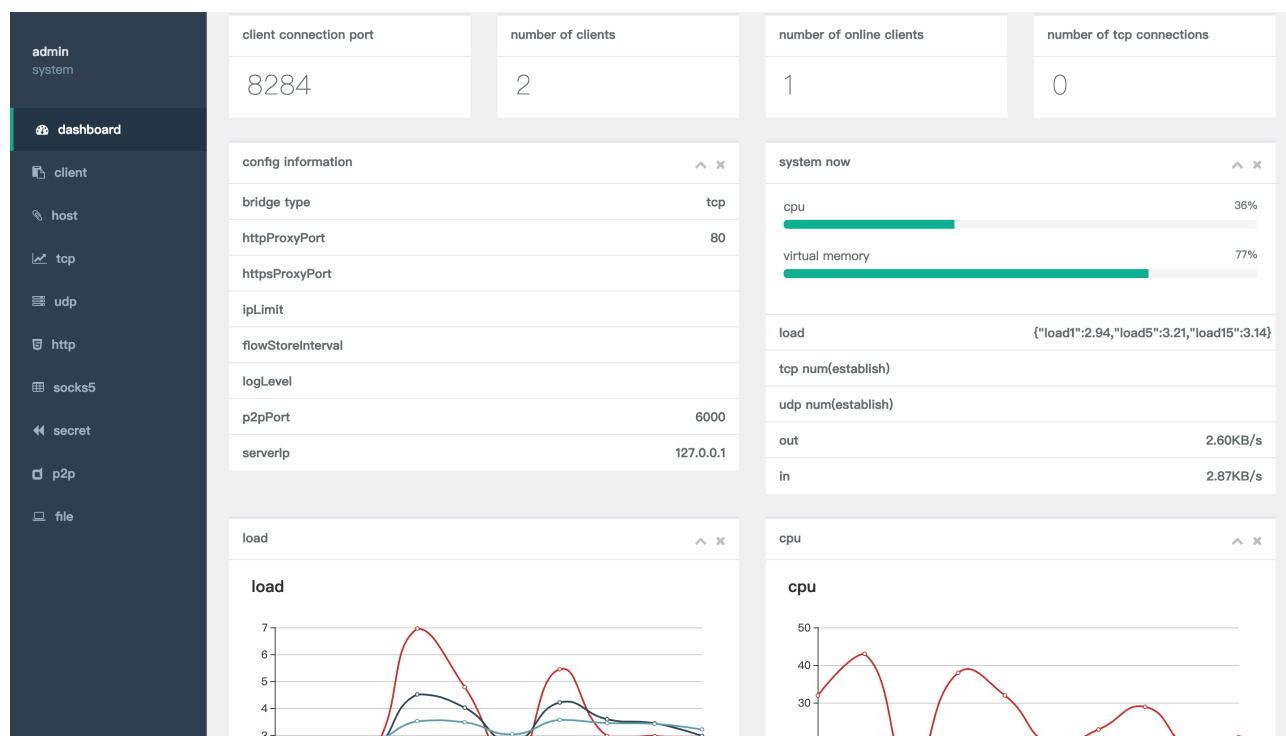 admin
system
dashboard
client
host
tcp
udp
http
socks5
secret
p2p
file
client connection port
8284
number of clients
2
number of online clients
1
number of tcp connections
0
config information
bridge type tcp
httpProxyPort 80
httpsProxyPort
ipLimit
flowStoreInterval
logLevel
p2pPort 6000
serverIp 127.0.0.1
system now
cpu 36%
virtual memory 77%
load {"load1":2.94,"load5":3.21,"load15":3.14}
tcp num(establish)
udp num(establish)
out 2.60KB/s
in 2.87KB/s
load
load
7
6
5
4
3
cpu
cpu
50
40
30